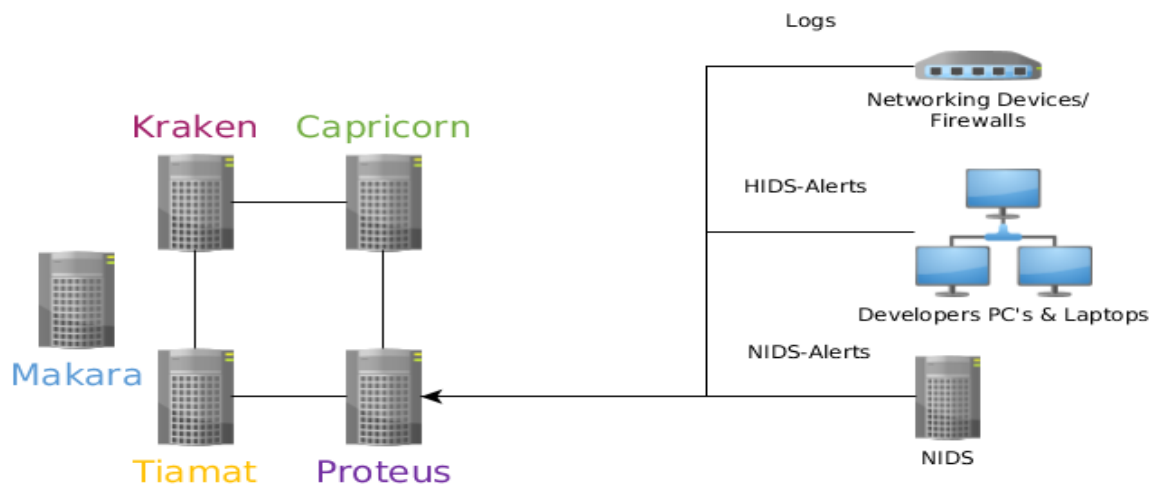 Logs
Networking Devices/
Firewalls
Kraken
Capricorn
HIDS-Alerts
Developers PC's & Laptops
Makara
NIDS-Alerts
Tiamat
Proteus
NIDS